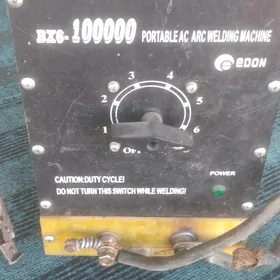 BX6-100000 PORTABLE AC ARC WELDING MACHINE
eDON
3 4
2 5
1 6
CAUTION:DUTY CYCLE!
DO NOT TURN THIS SWITCH WHILE WELDING!
POWER